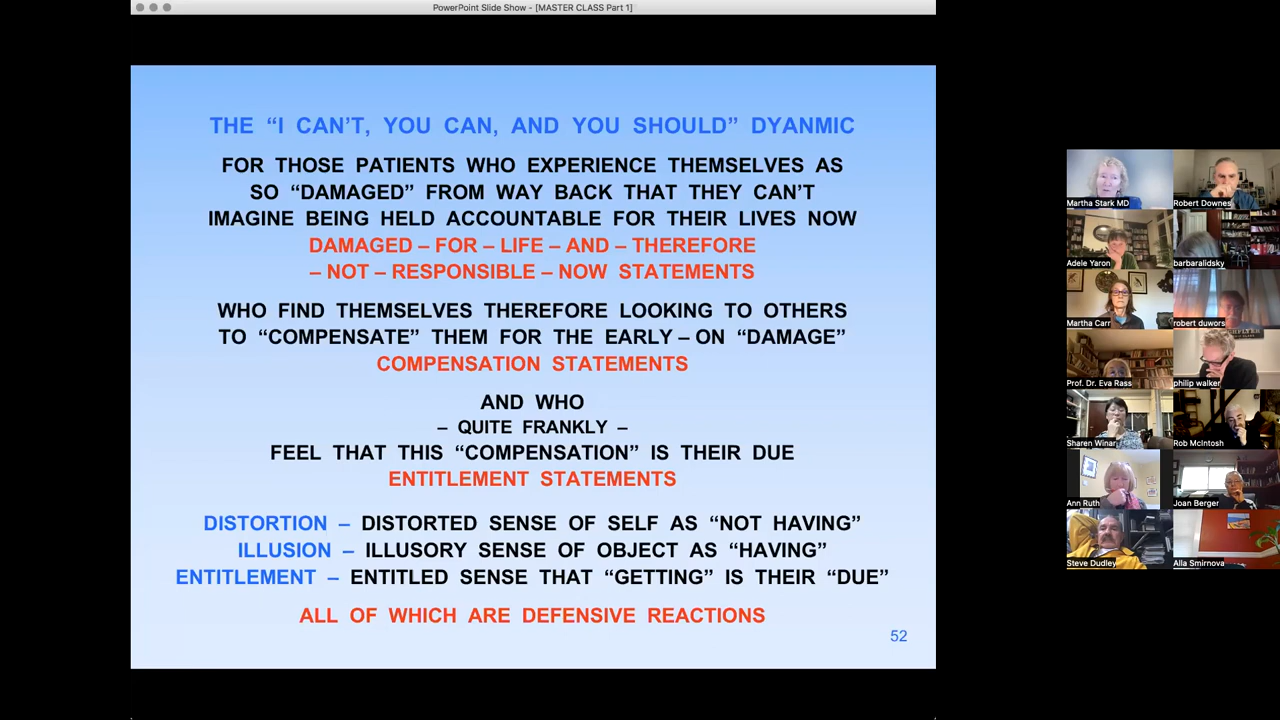 PowerPoint Slide Show - [MASTER CLASS Part 1]
THE “I CAN’T, YOU CAN, AND YOU SHOULD” DYANMIC
FOR THOSE PATIENTS WHO EXPERIENCE THEMSELVES AS
SO “DAMAGED” FROM WAY BACK THAT THEY CAN’T
IMAGINE BEING HELD ACCOUNTABLE FOR THEIR LIVES NOW
DAMAGED – FOR – LIFE – AND – THEREFORE
– NOT – RESPONSIBLE – NOW STATEMENTS
WHO FIND THEMSELVES THEREFORE LOOKING TO OTHERS
TO “COMPENSATE” THEM FOR THE EARLY – ON “DAMAGE”
COMPENSATION STATEMENTS
AND WHO
– QUITE FRANKLY –
FEEL THAT THIS “COMPENSATION” IS THEIR DUE
ENTITLEMENT STATEMENTS
DISTORTION – DISTORTED SENSE OF SELF AS “NOT HAVING”
ILLUSION – ILLUSORY SENSE OF OBJECT AS “HAVING”
ENTITLEMENT – ENTITLED SENSE THAT “GETTING” IS THEIR “DUE”
ALL OF WHICH ARE DEFENSIVE REACTIONS
52
Martha Stark MD
Robert Downes
Adele Yaron
barbaralidsky
Martha Carr
robert duwors
Prof. Dr. Eva Rass
philip walker
Sharen Winar
Rob McIntosh
Ann Ruth
Joan Berger
Steve Dudley
Alla Smirnova